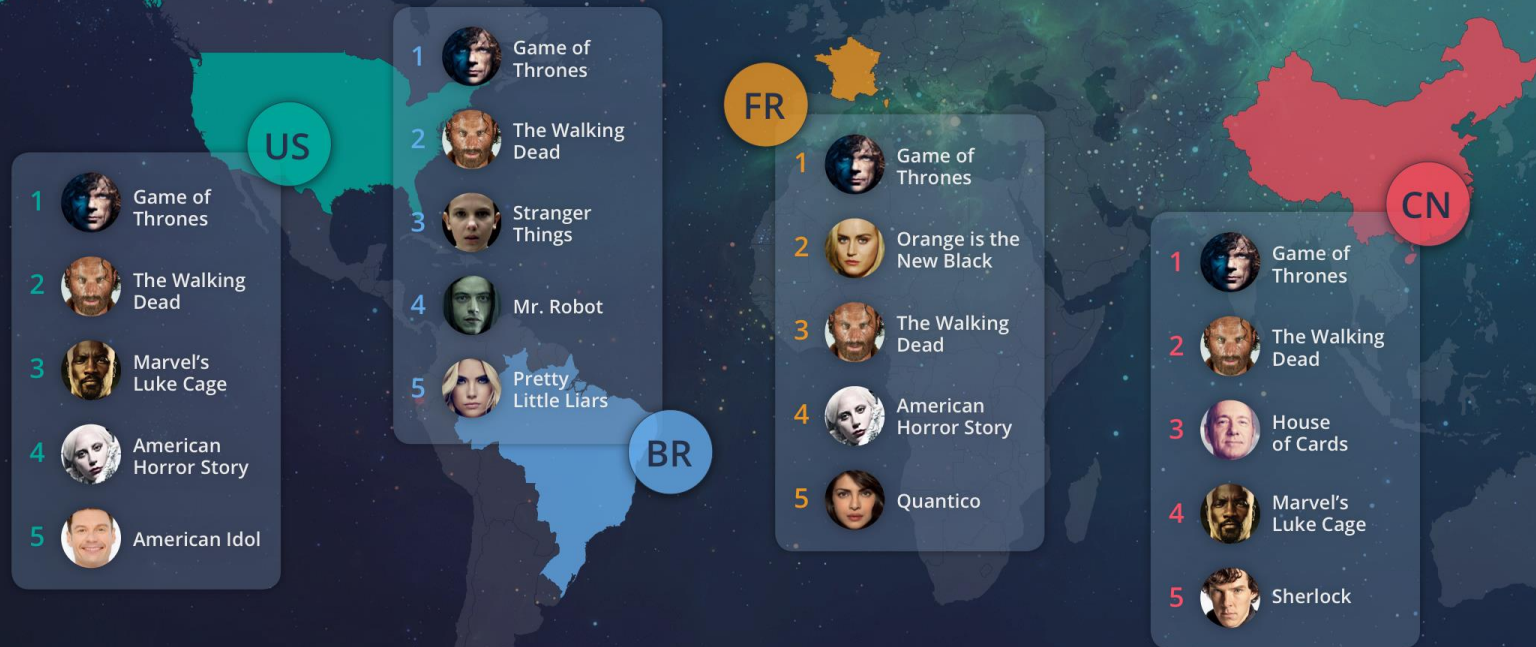 US
1
Game of
Thrones
2
The Walking
Dead
3
Marvel’s
Luke Cage
4
American
Horror Story
5
American Idol
1
Game of
Thrones
2
The Walking
Dead
3
Stranger
Things
4
Mr. Robot
5
Pretty
Little Liars
BR
FR
1
Game of
Thrones
2
Orange is the
New Black
3
The Walking
Dead
4
American
Horror Story
5
Quantico
CN
1
Game of
Thrones
2
The Walking
Dead
3
House
of Cards
4
Marvel’s
Luke Cage
5
Sherlock